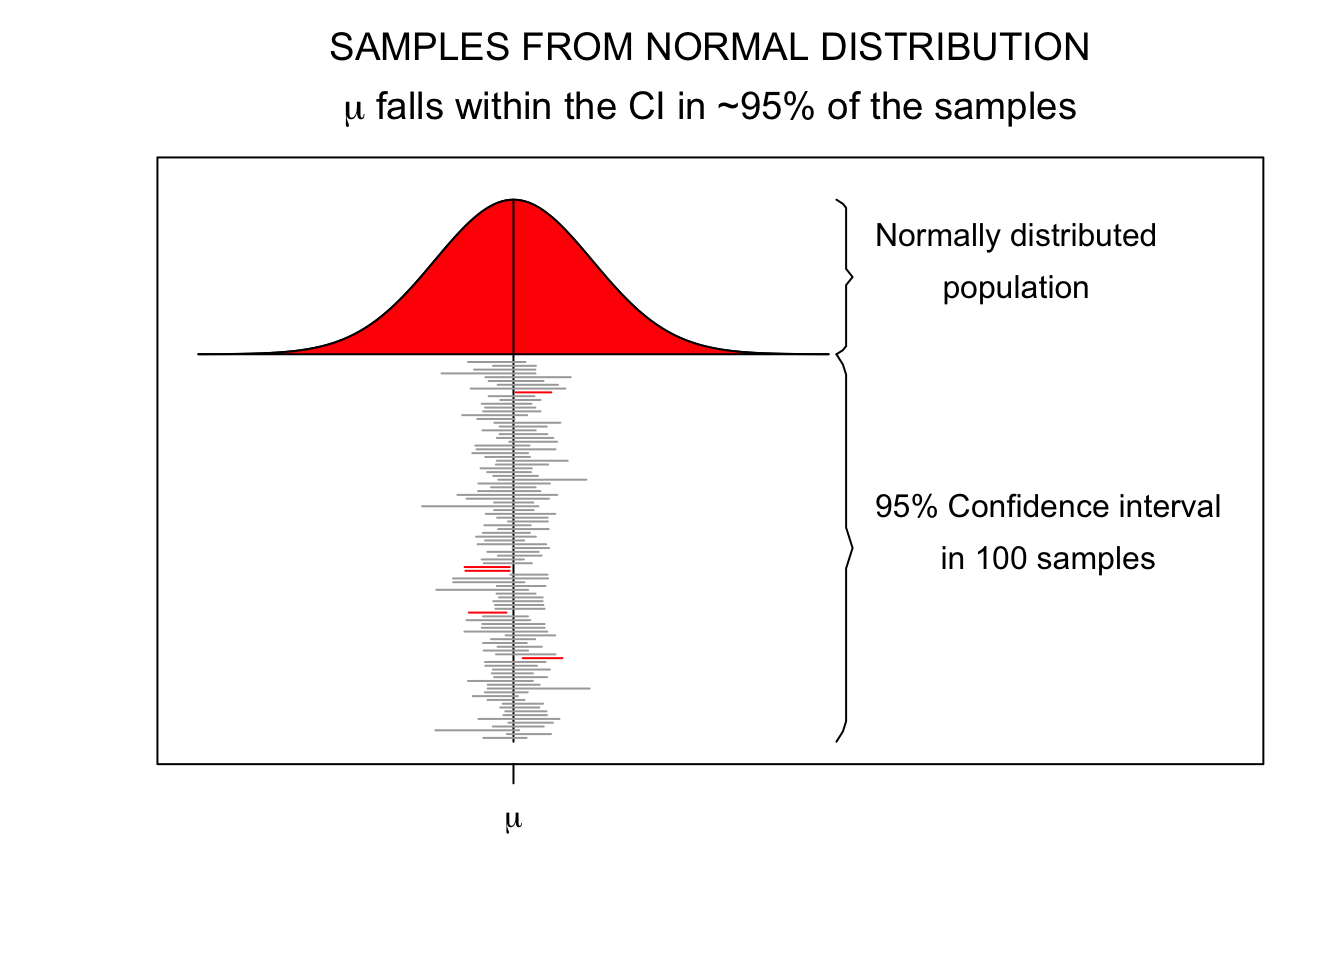 SAMPLES FROM NORMAL DISTRIBUTION
μ falls within the CI in ~95% of the samples
Normally distributed
population
95% Confidence interval
in 100 samples
μ